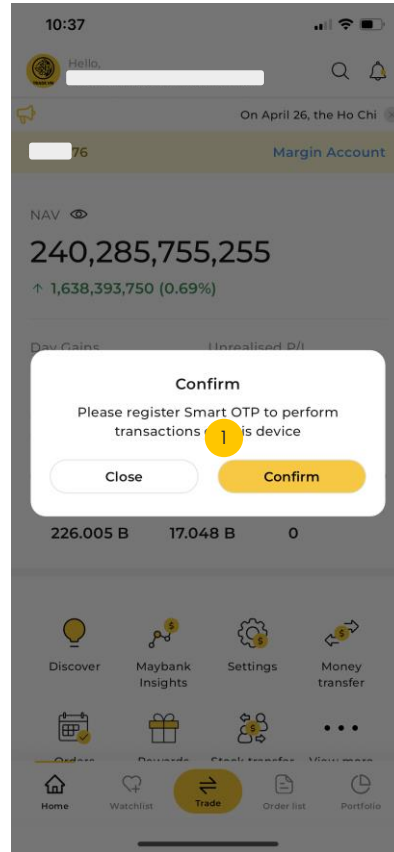 10:37
Hello,
On April 26, the Ho Chi
76
Margin Account
NAV
240,285,755,255
↑ 1,638,393,750 (0.69%)
Day Gains Unrealised P/L
Confirm
Please register Smart OTP to perform
transactions is device
1
Close
Confirm
226.005 B 17.048 B 0
Discover
Maybank Insights
Settings
Money transfer
Orders
Rewards
Stock transfer
View more
Home
Watchlist
Trade
Order list
Portfolio